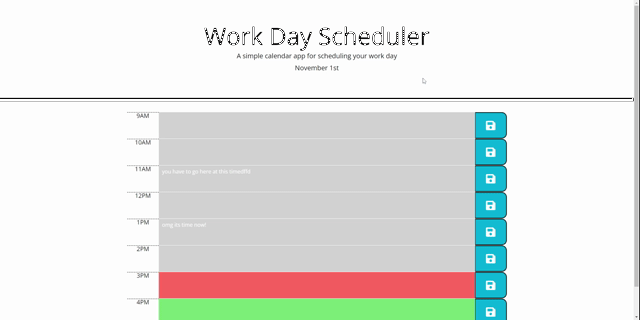 Work Day Scheduler
A simple calendar app for scheduling your work day
November 1st
9AM
10AM
11AM
you have to go here at this time
12PM
1PM
omg its time now!
2PM
3PM
4PM